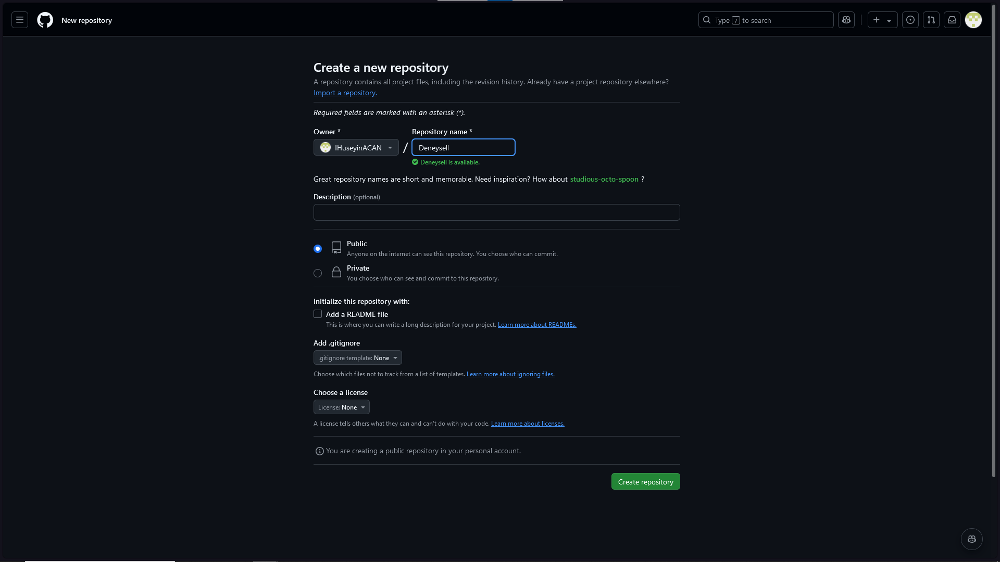 New repository
Type / to search
Create a new repository
A repository contains all project files, including the revision history. Already have a project repository elsewhere?
Import a repository.
Required fields are marked with an asterisk (*).
Owner * Repository name *
IHuseyinACAN / Deneysell
Deneysell is available.
Great repository names are short and memorable. Need inspiration? How about studious-octo-spoon ?
Description (optional)
Public
Anyone on the internet can see this repository. You choose who can commit.
Private
You choose who can see and commit to this repository.
Initialize this repository with:
Add a README file
This is where you can write a long description for your project. Learn more about READMEs.
Add .gitignore
.gitignore template: None
Choose which files not to track from a list of templates. Learn more about ignoring files.
Choose a license
License: None
A license tells others what they can and can't do with your code. Learn more about licenses.
You are creating a public repository in your personal account.
Create repository